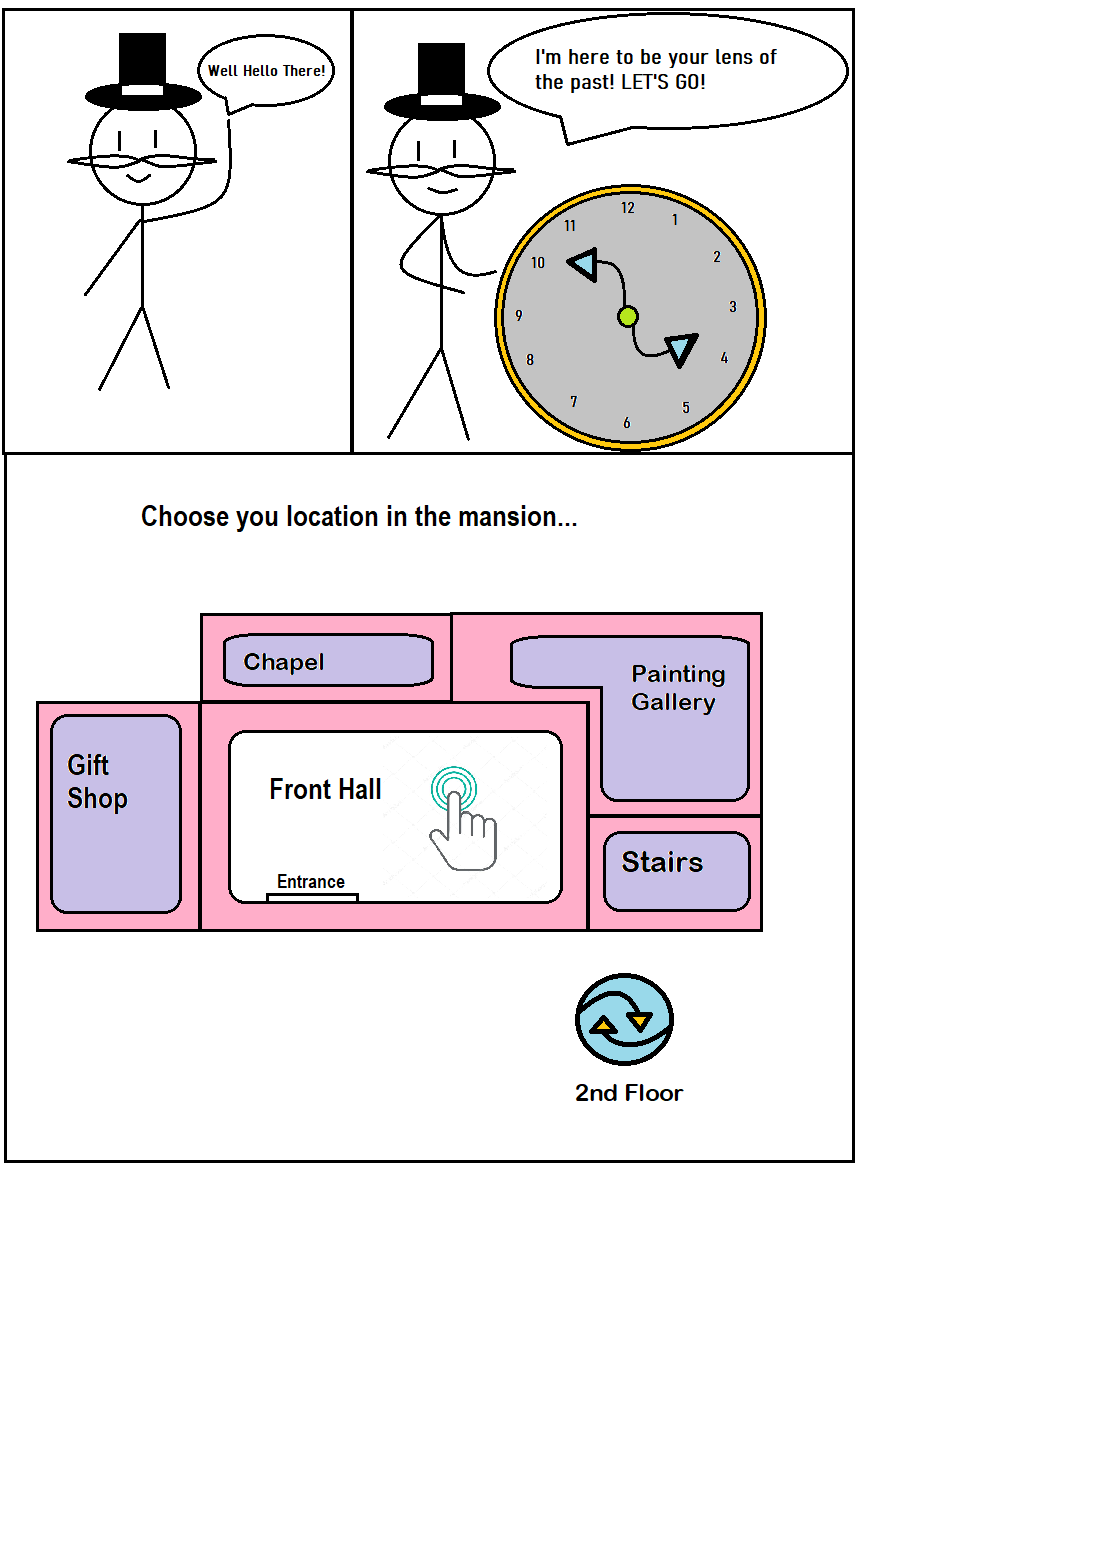 Well Hello There!
I'm here to be your lens of
the past! LET'S GO!
12
1
2
3
4
5
6
7
8
9
10
11
Choose you location in the mansion...
Chapel
Painting
Gallery
Gift
Shop
Front Hall
Entrance
Stairs
2nd Floor